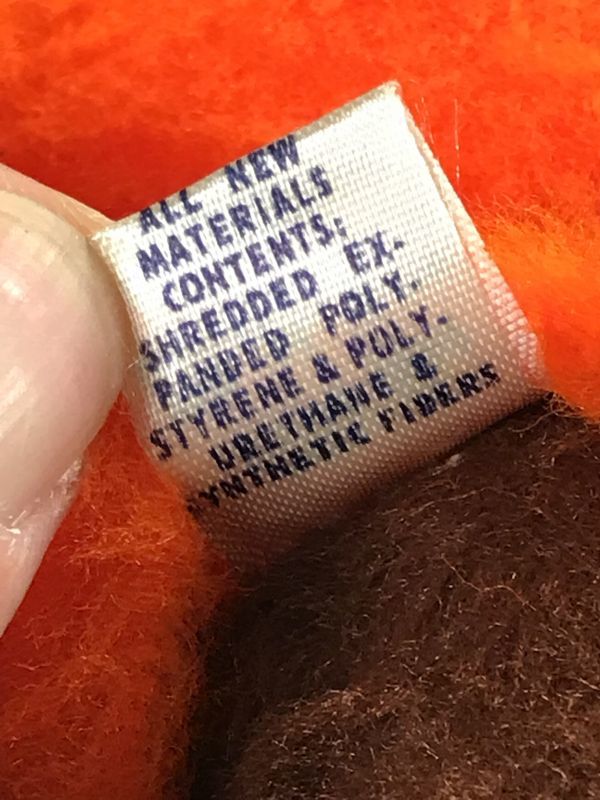 ALL NEW
MATERIALS
CONTENTS:
SHREDDED EX-
PANDED POLY-
STYRENE & POLY-
URETHANE &
SYNTHETIC FIBERS